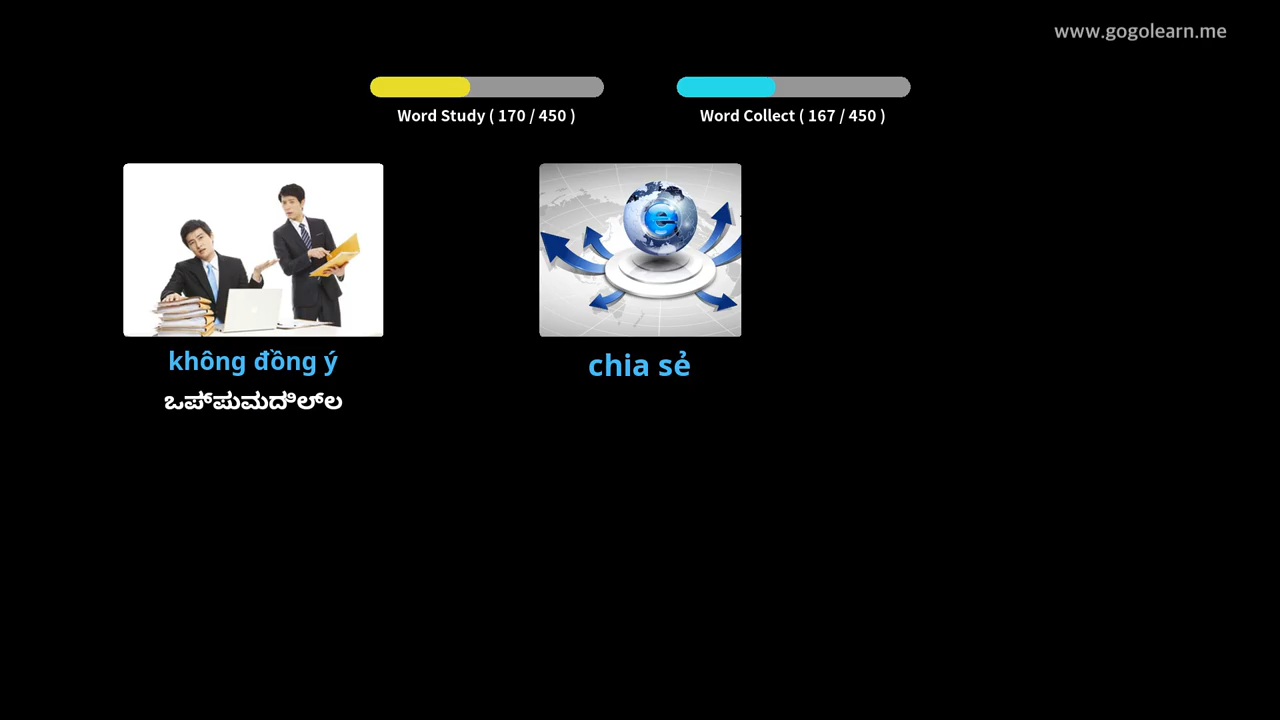 www.gogolearn.me
Word Study ( 170 / 450 )
Word Collect ( 167 / 450 )
e
không đồng ý
chia sẻ
ಒಪ್ಪುಮದಿಲ್ಲ